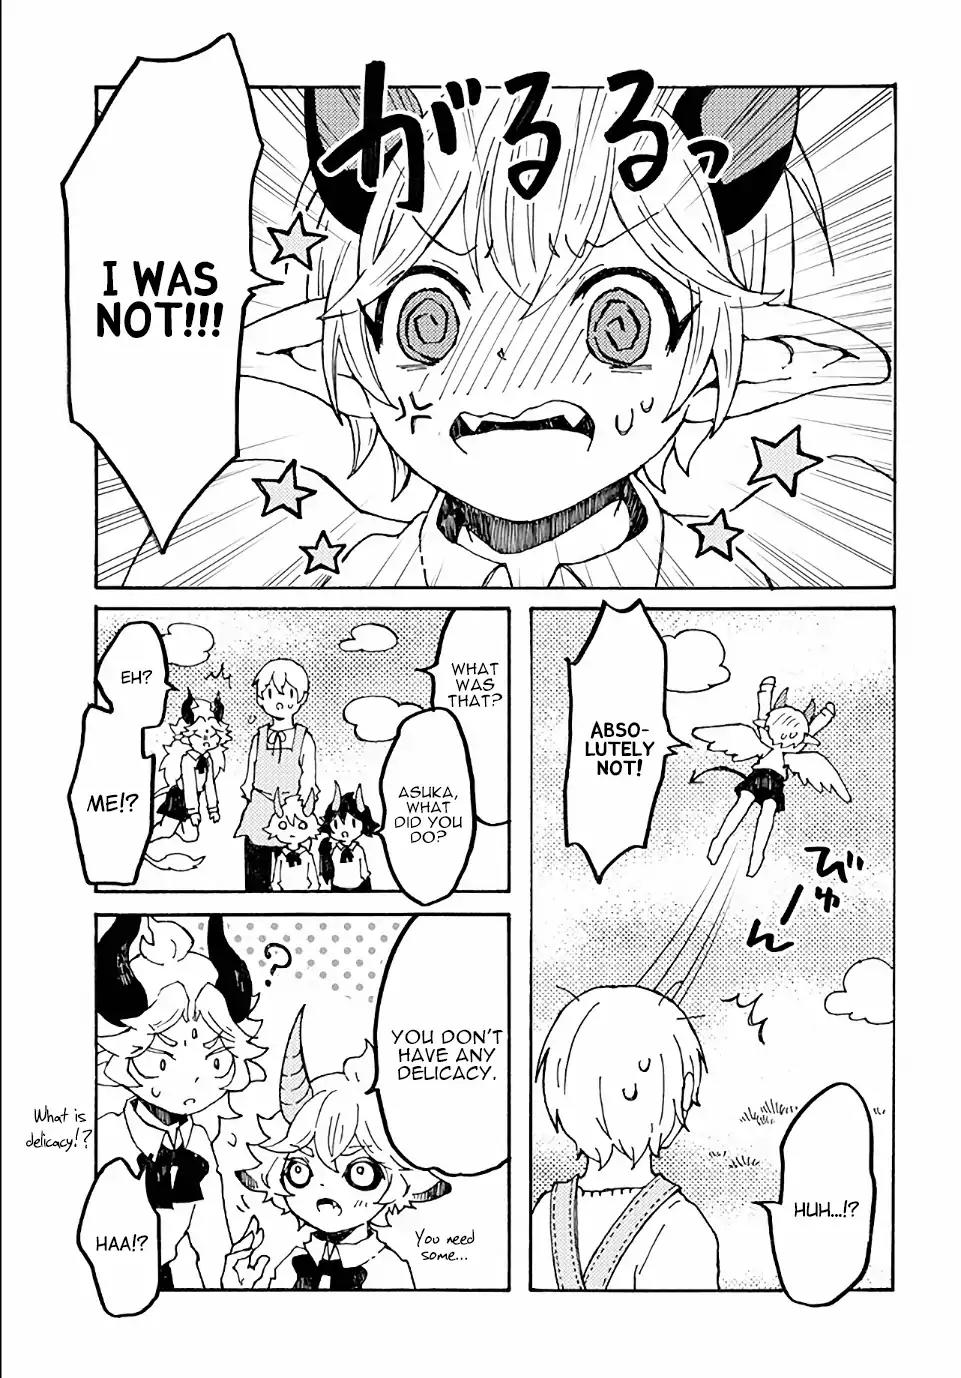 がるるっ
I WAS
NOT!!!
ABSO-
LUTELY
NOT!
びゅーん
HUH...!?
WHAT
WAS
THAT?
ASUKA,
WHAT
DID YOU
DO?
EH?
ME!?
YOU DON'T
HAVE ANY
DELICACY.
?
You need
some...
What is
delicacy!?
HAA!?